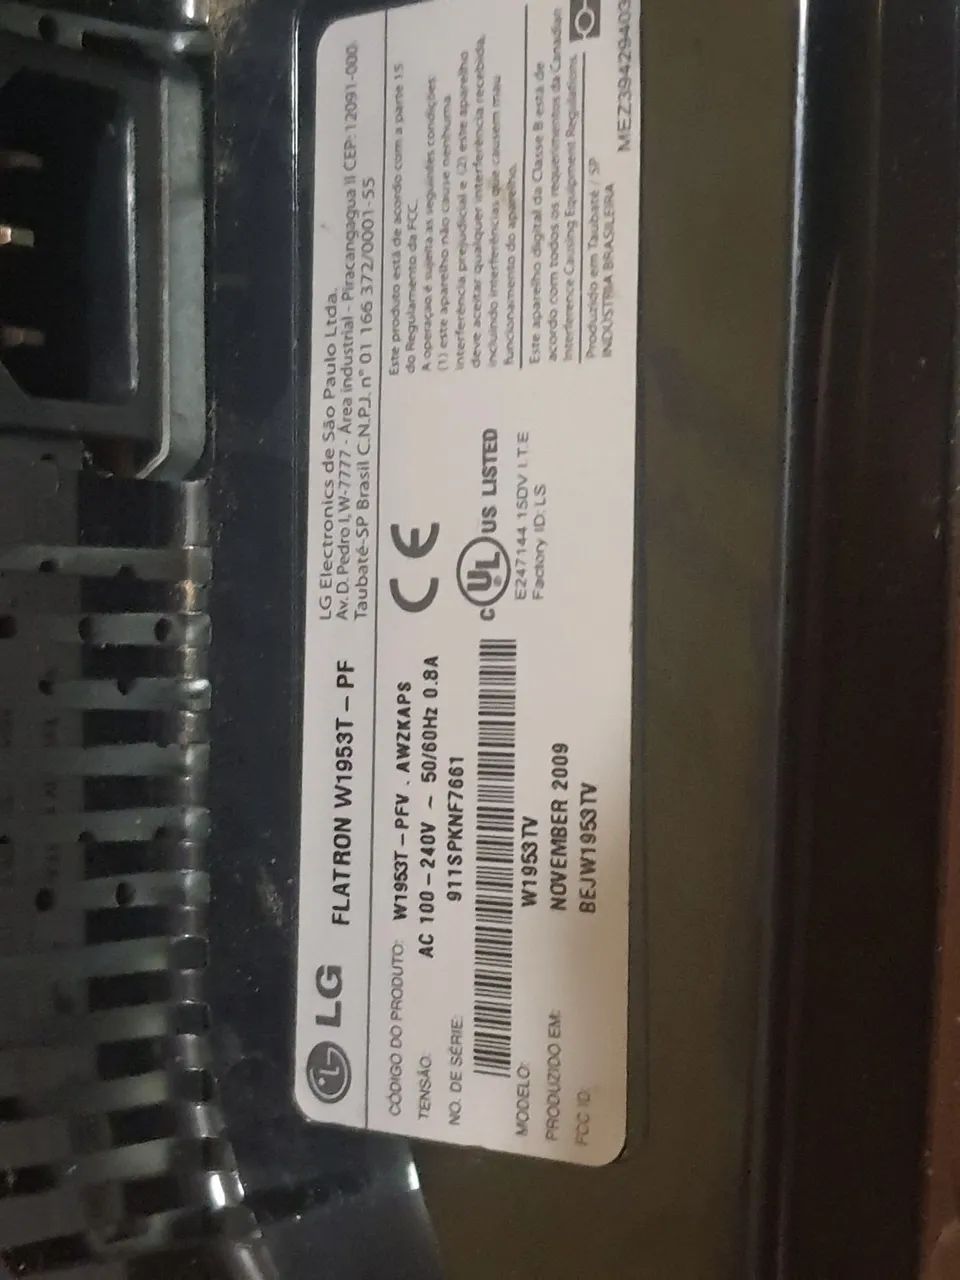 LG FLATRON W1953T-PF
LG Electronics de São Paulo Ltda.
Av. D. Pedro I, W-7777 - Área industrial - Piracangagua II CEP: 12091-000
Taubaté-SP Brasil C.N.P.J. n° 01 166 372/0001-55
CÓDIGO DO PRODUTO: W1953T-PFV . AWZKAPS
TENSÃO: AC 100-240V ~ 50/60Hz 0.8A
NO. DE SÉRIE: 911SPKNF7661
MODELO: W1953TV
PRODUZIDO EM: NOVEMBER 2009
FCC ID: BEJW1953TV
CE
C UL US LISTED
E247144 15DV I.T.E
Factory ID: LS
Este produto está de acordo com a parte 15
do Regulamento da FCC.
A operação é sujeita as seguintes condições:
(1) este aparelho não cause nenhuma
interferência prejudicial e (2) este aparelho
deve aceitar qualquer interferência recebida,
incluindo interferências que causem mau
funcionamento do aparelho.
Este aparelho digital da Classe B está de
acordo com todos os requerimentos da Canadian
Interference Causing Equipment Regulations.
Produzido em Taubaté / SP
INDÚSTRIA BRASILEIRA
MEZ39429403